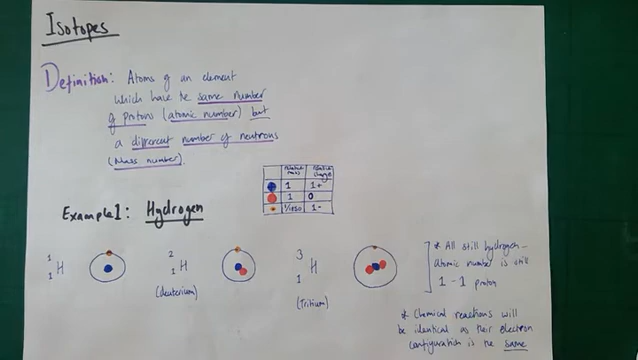 Isotopes
Definition: Atoms of an element
which have the same number
of protons (atomic number) but
a different number of neutrons
(mass number).
relative mass relative charge
1 1+
1 0
1-
Example 1: Hydrogen
1 1 H
2 1 H
(deuterium)
3 1 H
(Tritium)
* All still hydrogen -
atomic number is still
1 - 1 proton
* Chemical reactions will
be identical as their electron
configuration is the same